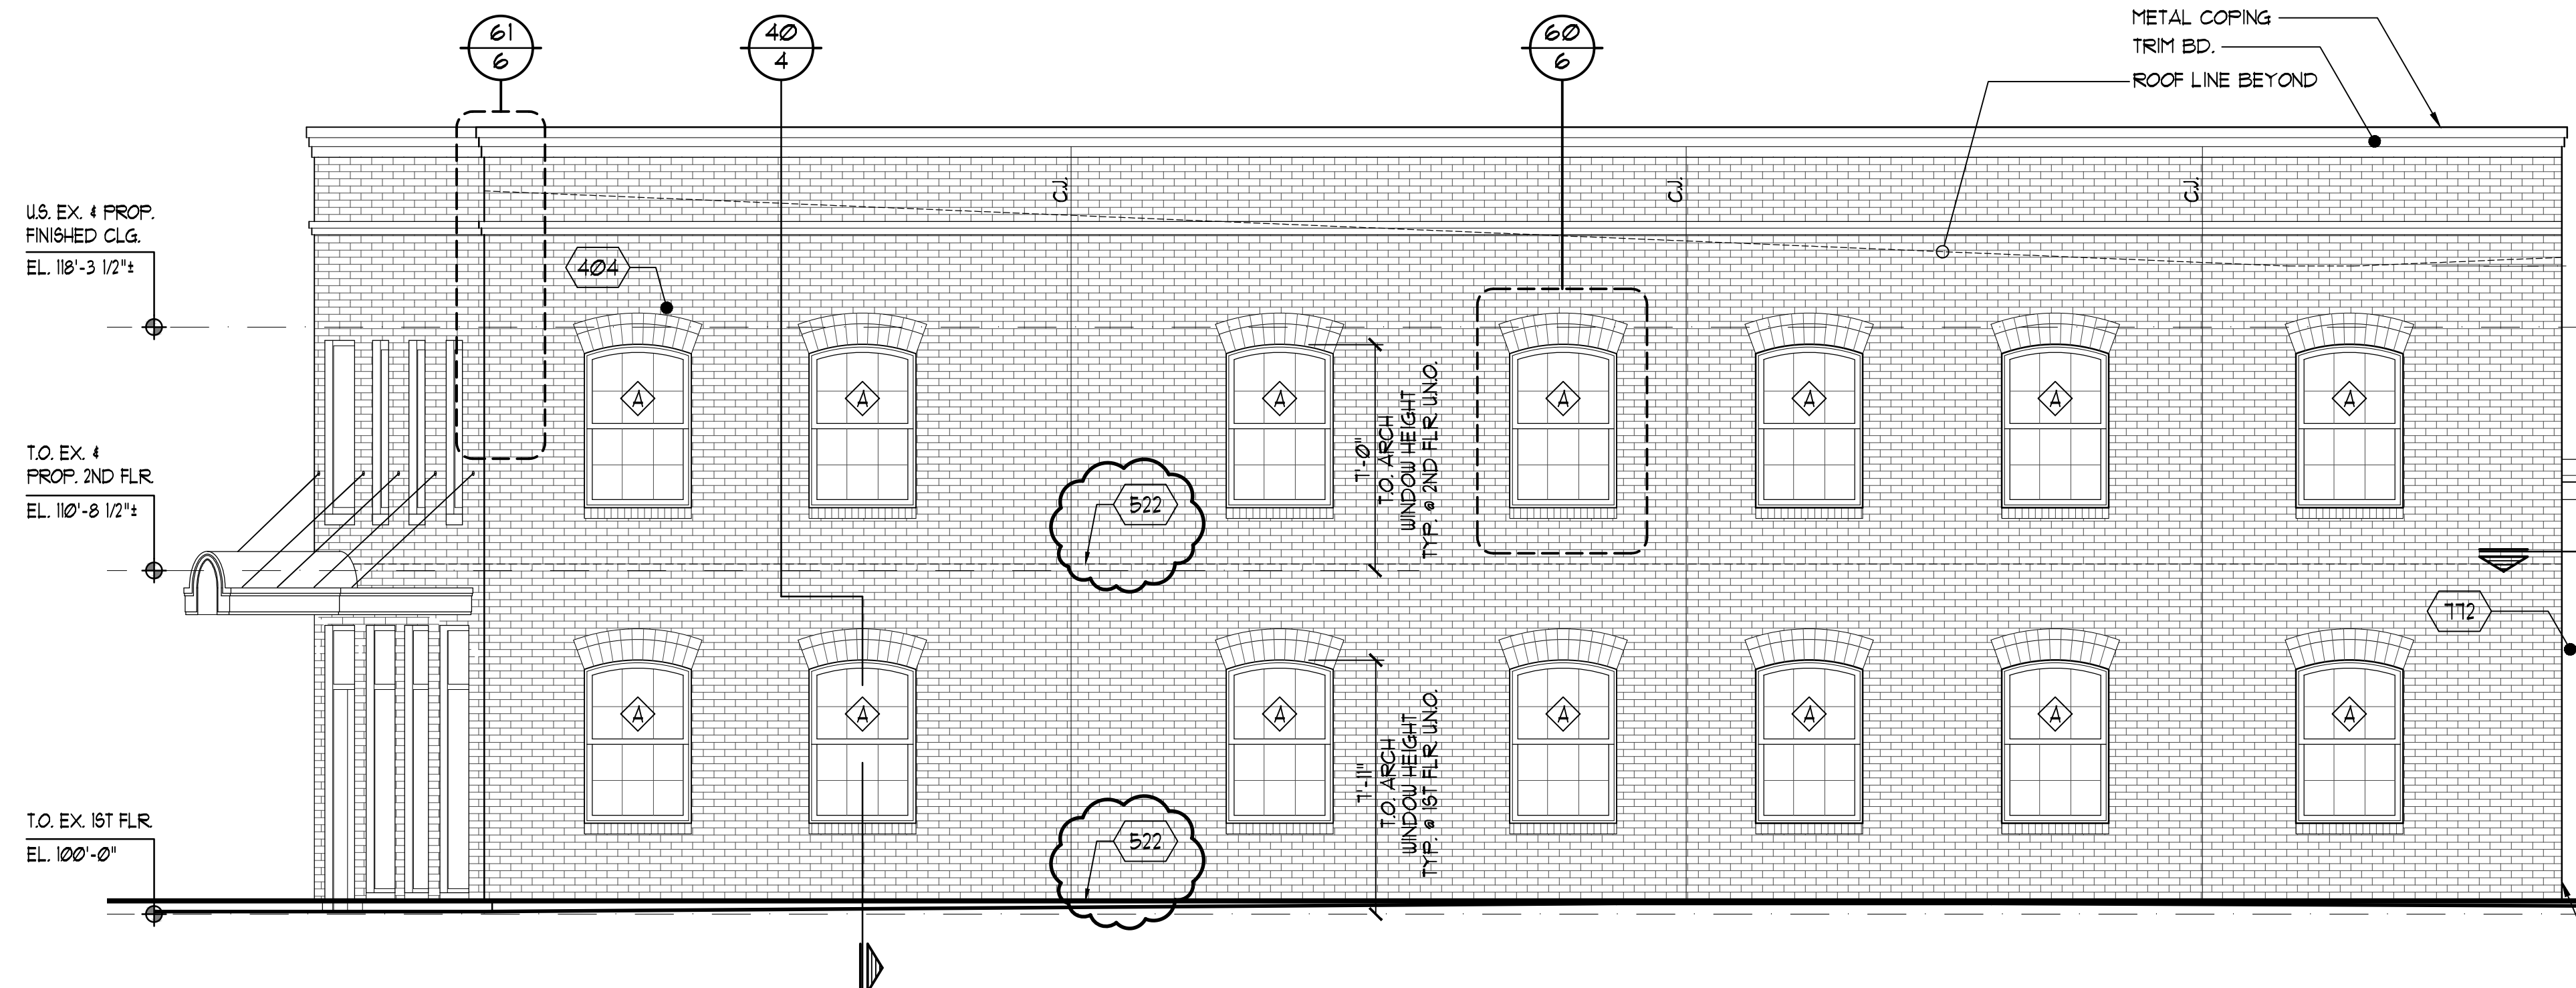 61
6
40
4
60
6
METAL COPING
TRIM BD.
ROOF LINE BEYOND
C.J.
C.J.
C.J.
U.S. EX. & PROP.
FINISHED CLG.
EL. 118'-3 1/2"±
404
A
A
A
A
A
A
A
T.O. EX. &
PROP. 2ND FLR.
EL. 110'-8 1/2"±
522
7'-0"
T.O. ARCH
WINDOW HEIGHT
TYP. @ 2ND FLR U.N.O.
772
A
A
A
A
A
A
A
T.O. EX. 1ST FLR.
EL. 100'-0"
522
7'-11"
T.O. ARCH
WINDOW HEIGHT
TYP. @ 1ST FLR U.N.O.